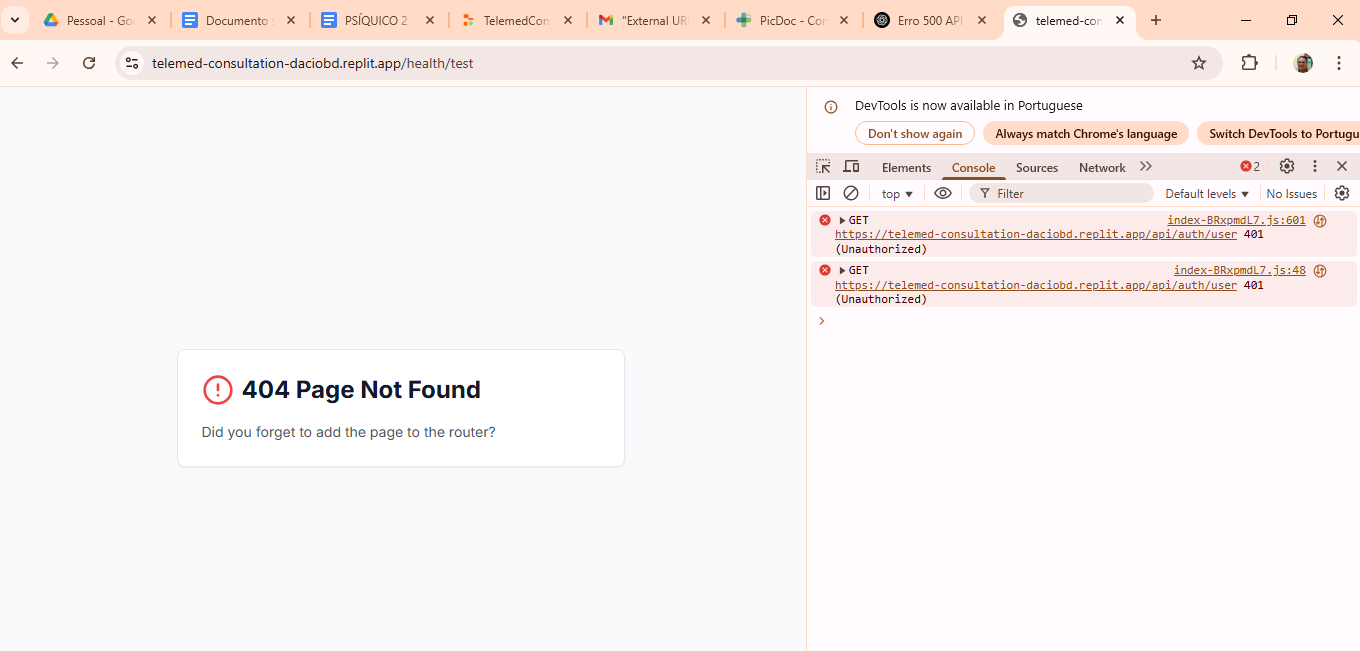 Pessoal - Goo
Documento s
PSÍQUICO 2
TelemedCon
"External URL
PicDoc - Con
Erro 500 API
telemed-con
telemed-consultation-daciobd.replit.app/health/test
404 Page Not Found
Did you forget to add the page to the router?
DevTools is now available in Portuguese
Don't show again
Always match Chrome's language
Switch DevTools to Portugu
Elements
Console
Sources
Network
2
top
Filter
Default levels
No Issues
GET index-BRxpmdL7.js:601
https://telemed-consultation-daciobd.replit.app/api/auth/user 401
(Unauthorized)
GET index-BRxpmdL7.js:48
https://telemed-consultation-daciobd.replit.app/api/auth/user 401
(Unauthorized)